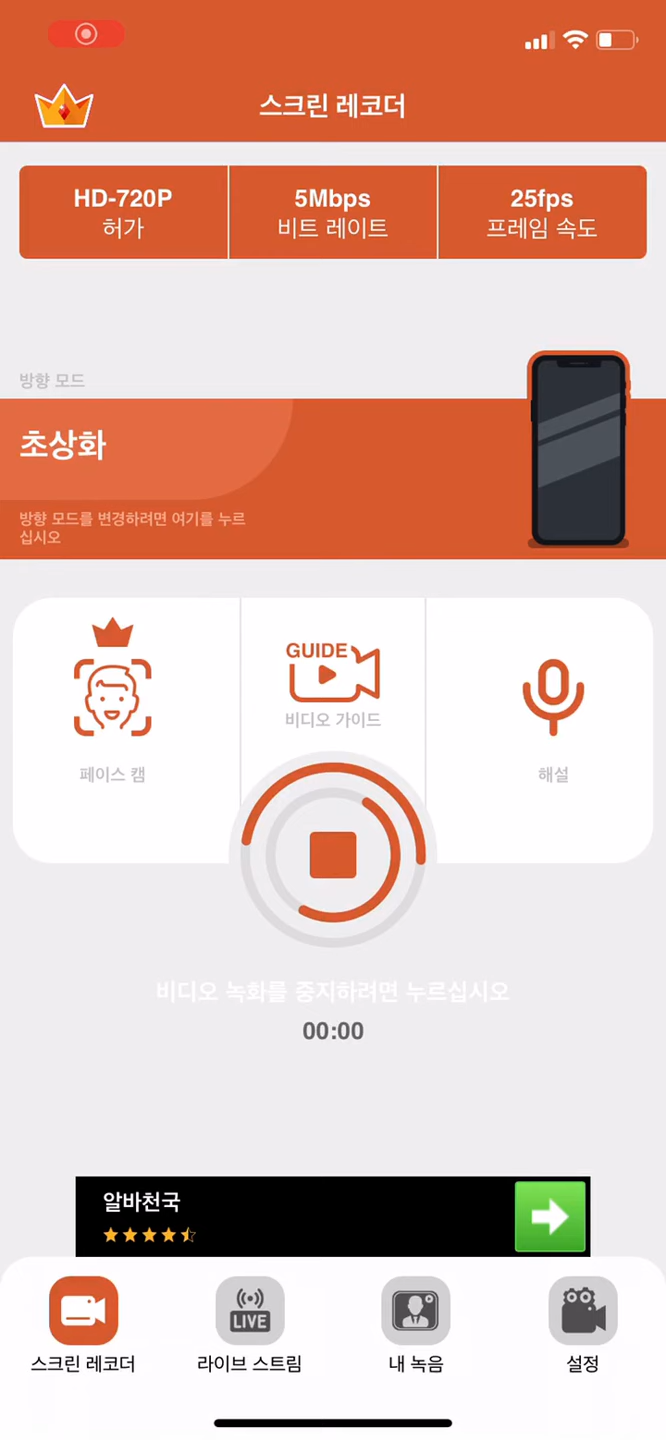 스크린 레코더
HD-720P
허가
5Mbps
비트 레이트
25fps
프레임 속도
방향 모드
초상화
방향 모드를 변경하려면 여기를 누르
십시오
페이스 캠
GUIDE
비디오 가이드
해설
비디오 녹화를 중지하려면 누르십시오
00:00
알바천국
스크린 레코더
LIVE
라이브 스트림
내 녹음
설정